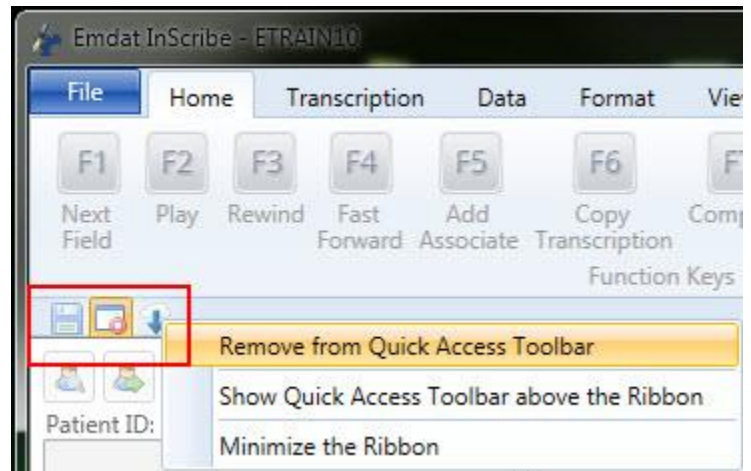 Emdat InScribe - ETRAIN10
File Home Transcription Data Format Vie
F1 F2 F3 F4 F5 F6 F
Next Play Rewind Fast Add Copy Comp
Field Forward Associate Transcription
Function Keys
Remove from Quick Access Toolbar
Show Quick Access Toolbar above the Ribbon
Patient ID:
Minimize the Ribbon